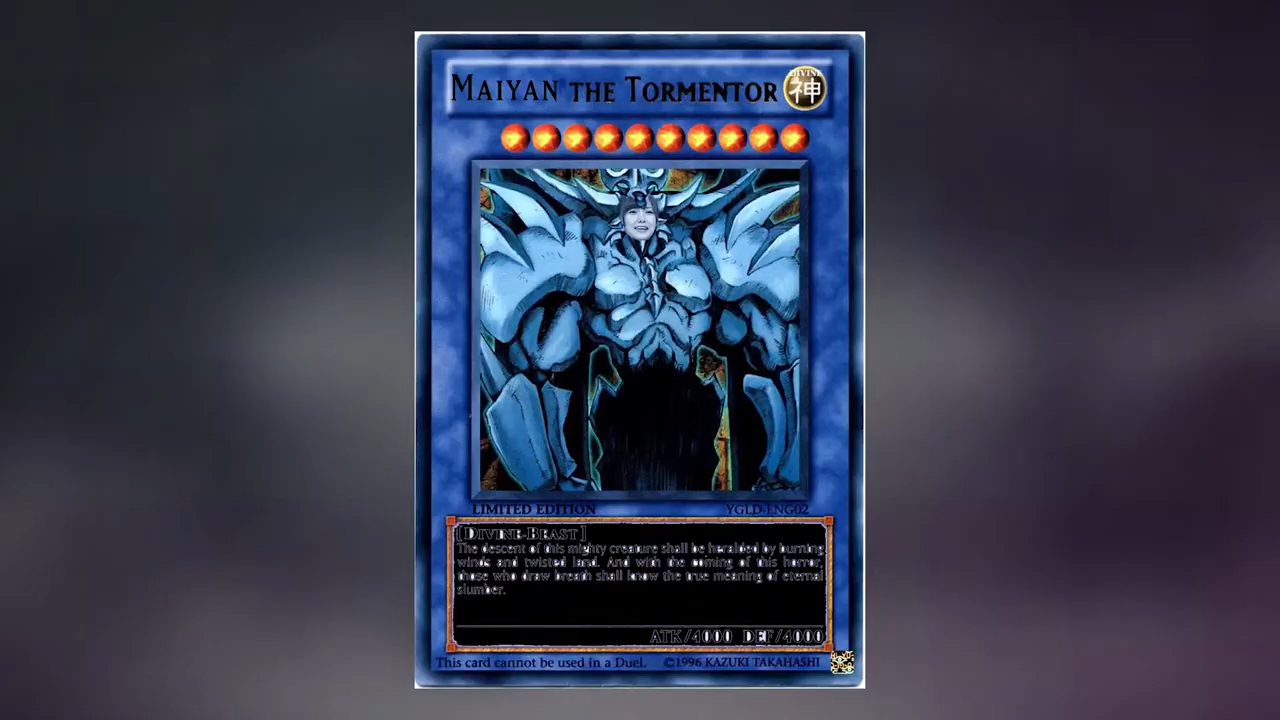 MAIYAN THE TORMENTOR
DIVINE
神
LIMITED EDITION YGLD-ENG02
[DIVINE-BEAST]
The descent of this mighty creature shall be heralded by burning
winds and twisted land. And with the coming of this horror,
those who draw breath shall know the true meaning of eternal
slumber.
ATK/4000 DEF/4000
This card cannot be used in a Duel. ©1996 KAZUKI TAKAHASHI